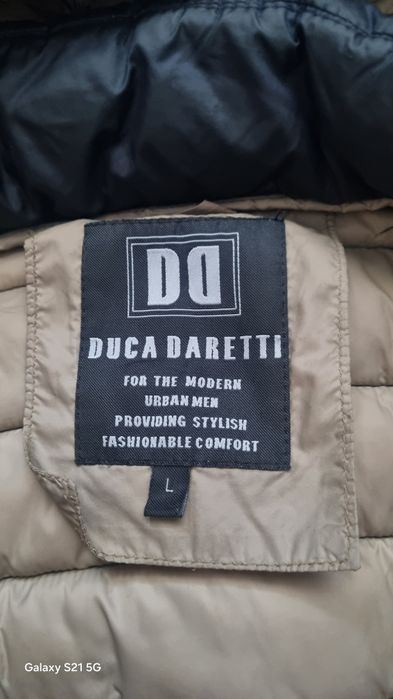 DD
DUCA DARETTI
FOR THE MODERN
URBAN MEN
PROVIDING STYLISH
FASHIONABLE COMFORT
L
Galaxy S21 5G